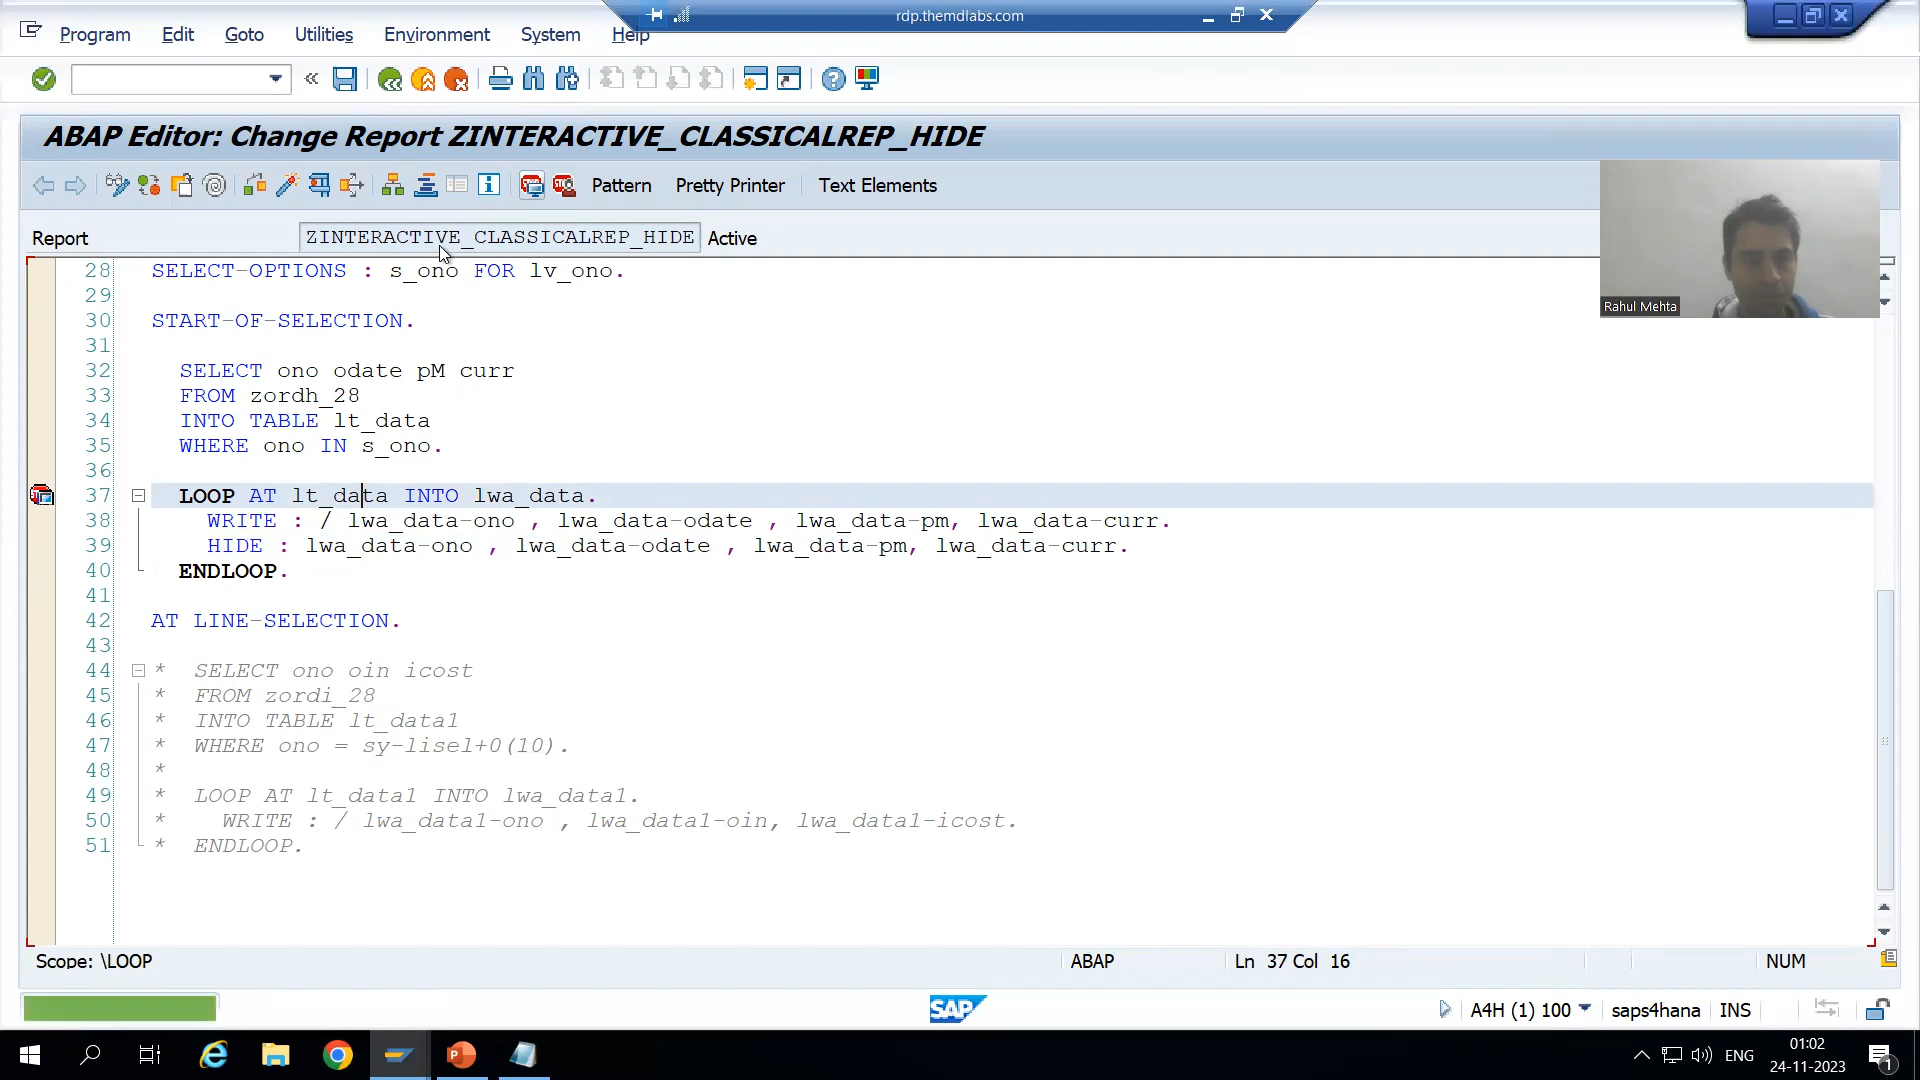 rdp.themdlabs.com
Program Edit Goto Utilities Environment System Help
ABAP Editor: Change Report ZINTERACTIVE_CLASSICALREP_HIDE
Pattern Pretty Printer Text Elements
Report ZINTERACTIVE_CLASSICALREP_HIDE Active
Rahul Mehta
28 SELECT-OPTIONS : s_ono FOR lv_ono.
29
30 START-OF-SELECTION.
31
32 SELECT ono odate pM curr
33 FROM zordh_28
34 INTO TABLE lt_data
35 WHERE ono IN s_ono.
36
37 LOOP AT lt_data INTO lwa_data.
38 WRITE : / lwa_data-ono , lwa_data-odate , lwa_data-pm, lwa_data-curr.
39 HIDE : lwa_data-ono , lwa_data-odate , lwa_data-pm, lwa_data-curr.
40 ENDLOOP.
41
42 AT LINE-SELECTION.
43
44 * SELECT ono oin icost
45 * FROM zordi_28
46 * INTO TABLE lt_data1
47 * WHERE ono = sy-lisel+0(10).
48 *
49 * LOOP AT lt_data1 INTO lwa_data1.
50 * WRITE : / lwa_data1-ono , lwa_data1-oin, lwa_data1-icost.
51 * ENDLOOP.
Scope: \LOOP ABAP Ln 37 Col 16 NUM
SAP A4H (1) 100 saps4hana INS
ENG 01:02
24-11-2023 1